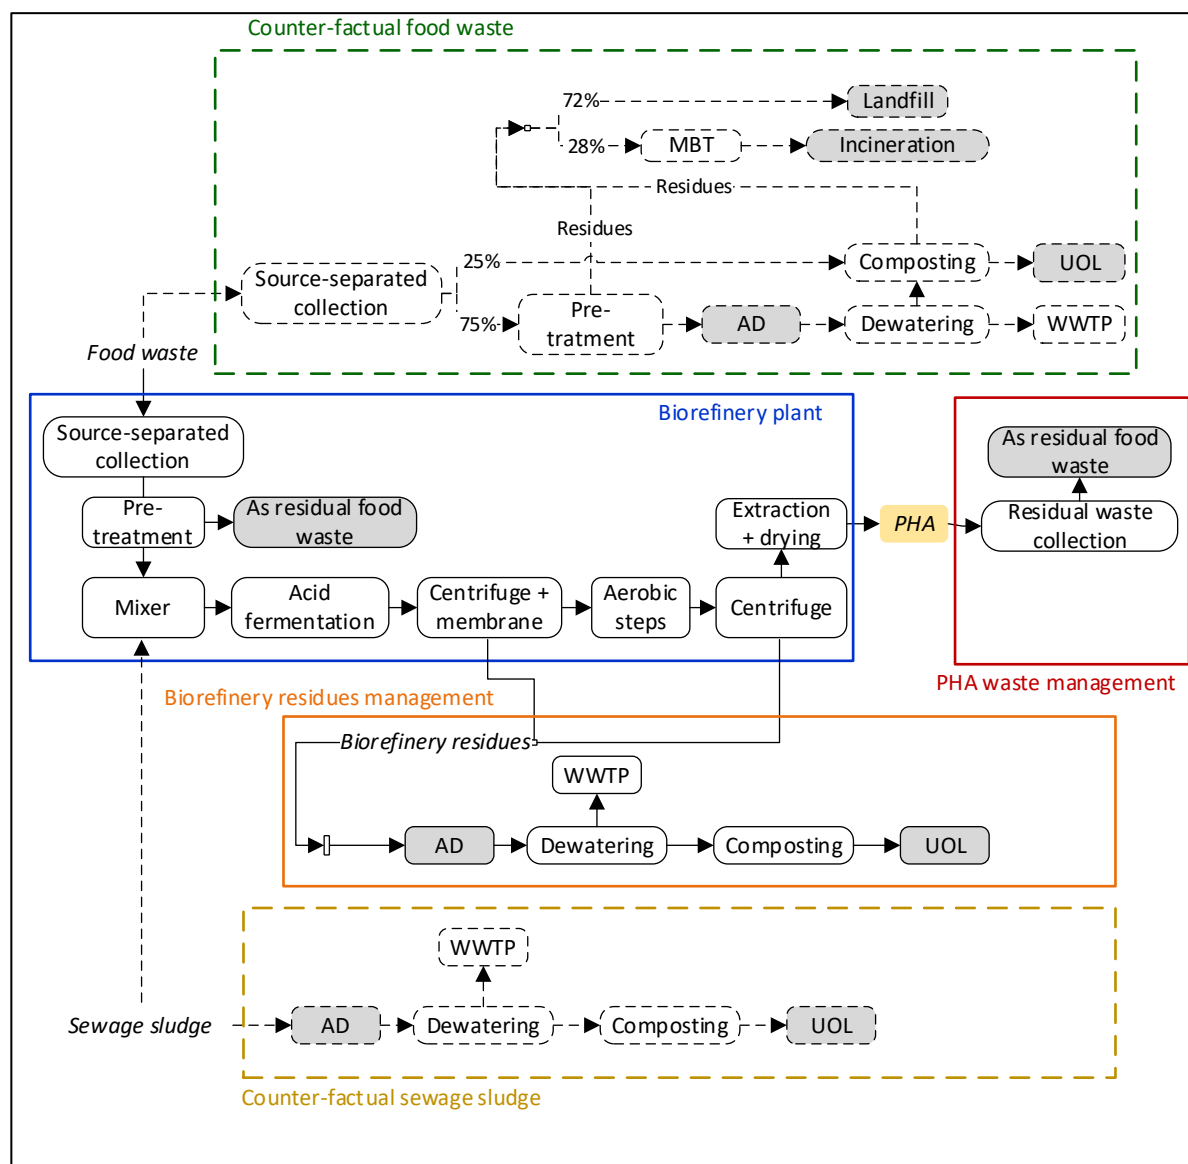 Counter-factual food waste
72%
Landfill
28%
MBT
Incineration
Residues
Residues
25%
Composting
UOL
Source-separated
collection
75%
Pre-
tratment
AD
Dewatering
WWTP
Food waste
Biorefinery plant
Source-separated
collection
As residual food
waste
Pre-
treatment
As residual food
waste
Extraction
+ drying
PHA
Residual waste
collection
Mixer
Acid
fermentation
Centrifuge +
membrane
Aerobic
steps
Centrifuge
PHA waste management
Biorefinery residues management
Biorefinery residues
WWTP
AD
Dewatering
Composting
UOL
WWTP
Sewage sludge
AD
Dewatering
Composting
UOL
Counter-factual sewage sludge